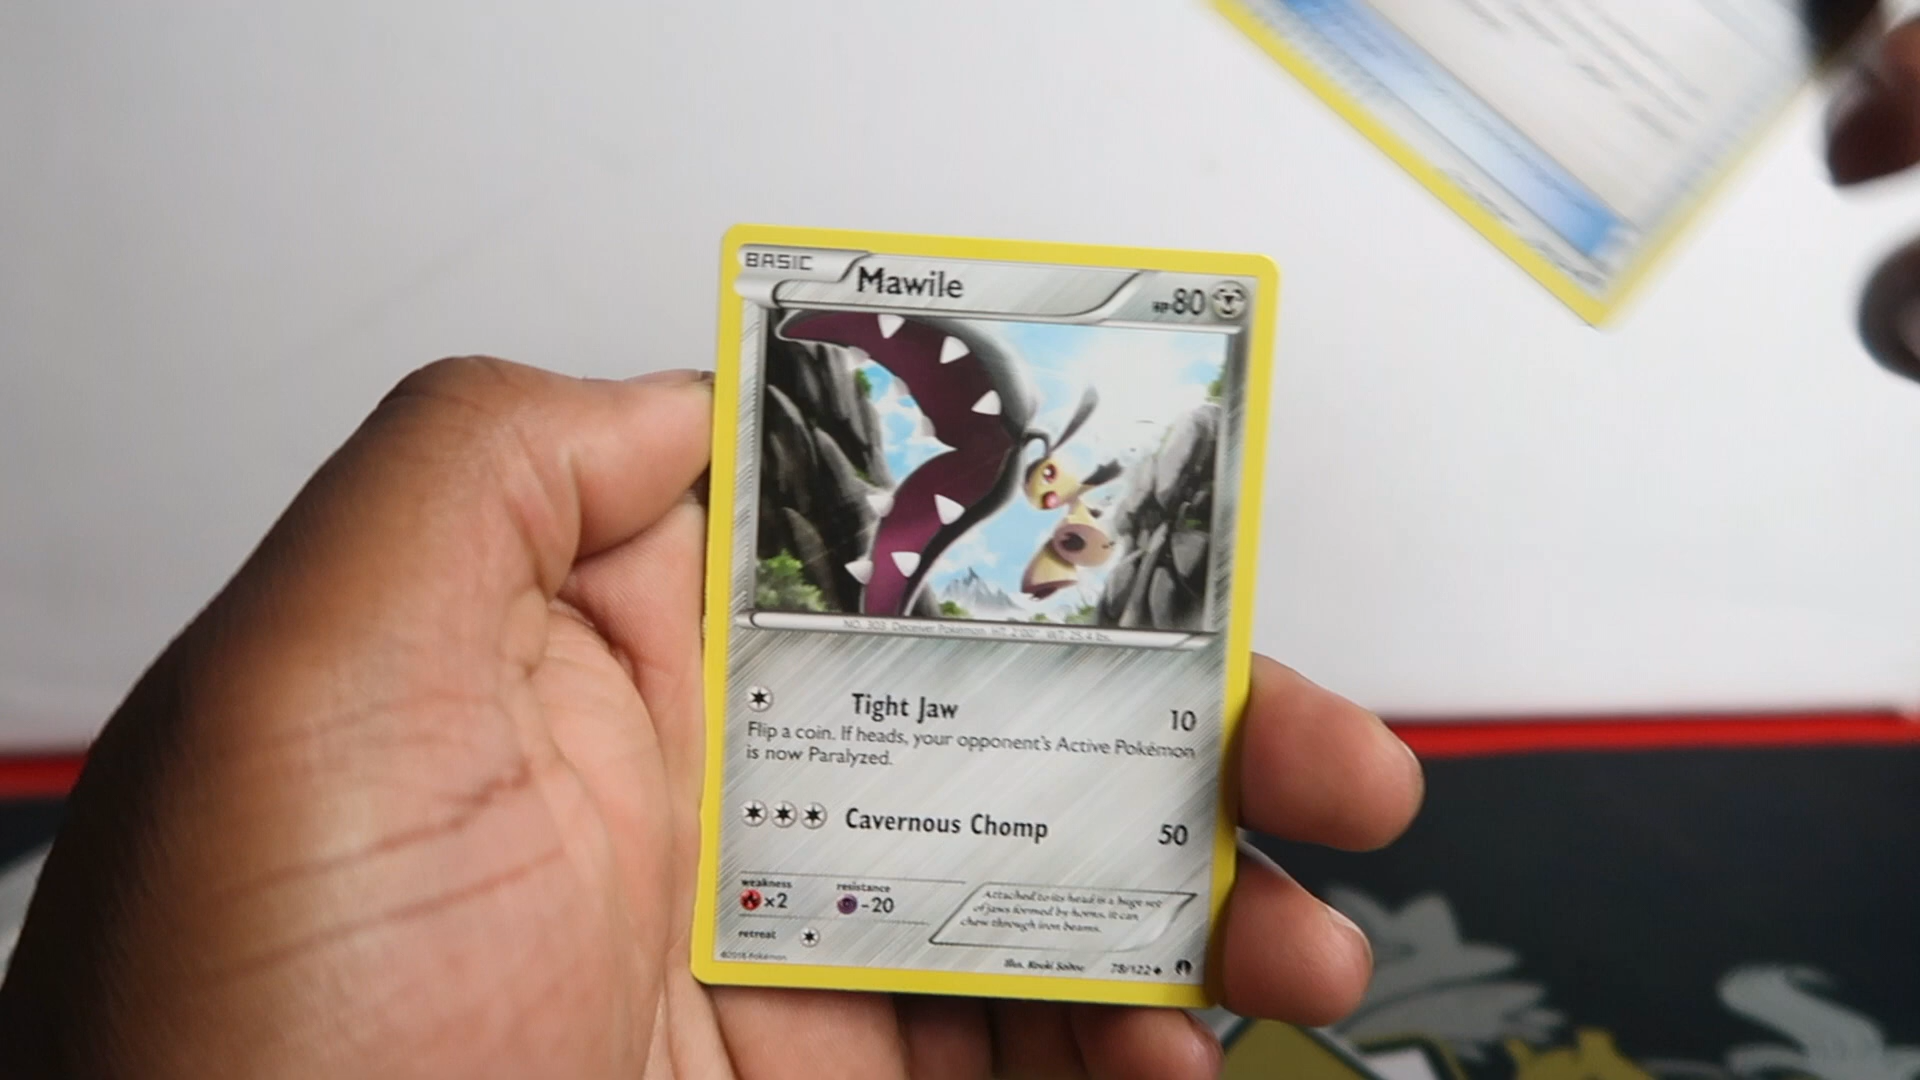 BASIC Mawile HP80
NO. 303 Deceiver Pokémon HT: 2'00" WT: 25.4 lbs.
Tight Jaw 10
Flip a coin. If heads, your opponent's Active Pokémon
is now Paralyzed.
Cavernous Chomp 50
weakness
×2
resistance
-20
retreat
Attached to its head is a huge set
of jaws formed by horns. It can
chew through iron beams.
©2016 Pokémon
Illus. Kouki Saitou
78/122